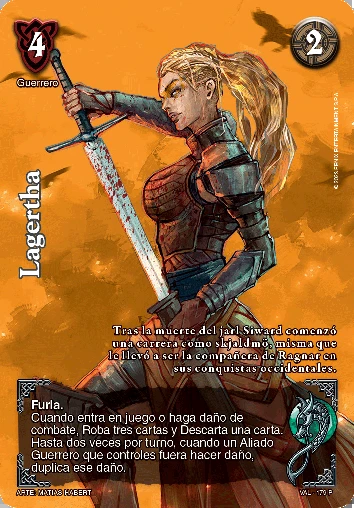 4
2
Guerrero
Lagertha
Tras la muerte del jarl Siward comenzó
una carrera como skjaldmö, misma que
le llevó a ser la compañera de Ragnar en
sus conquistas occidentales.
Furia.
Cuando entra en juego o haga daño de
combate, Roba tres cartas y Descarta una carta.
Hasta dos veces por turno, cuando un Aliado
Guerrero que controles fuera hacer daño,
duplica ese daño.
ARTE: MATIAS HABERT
VAL - 179 P